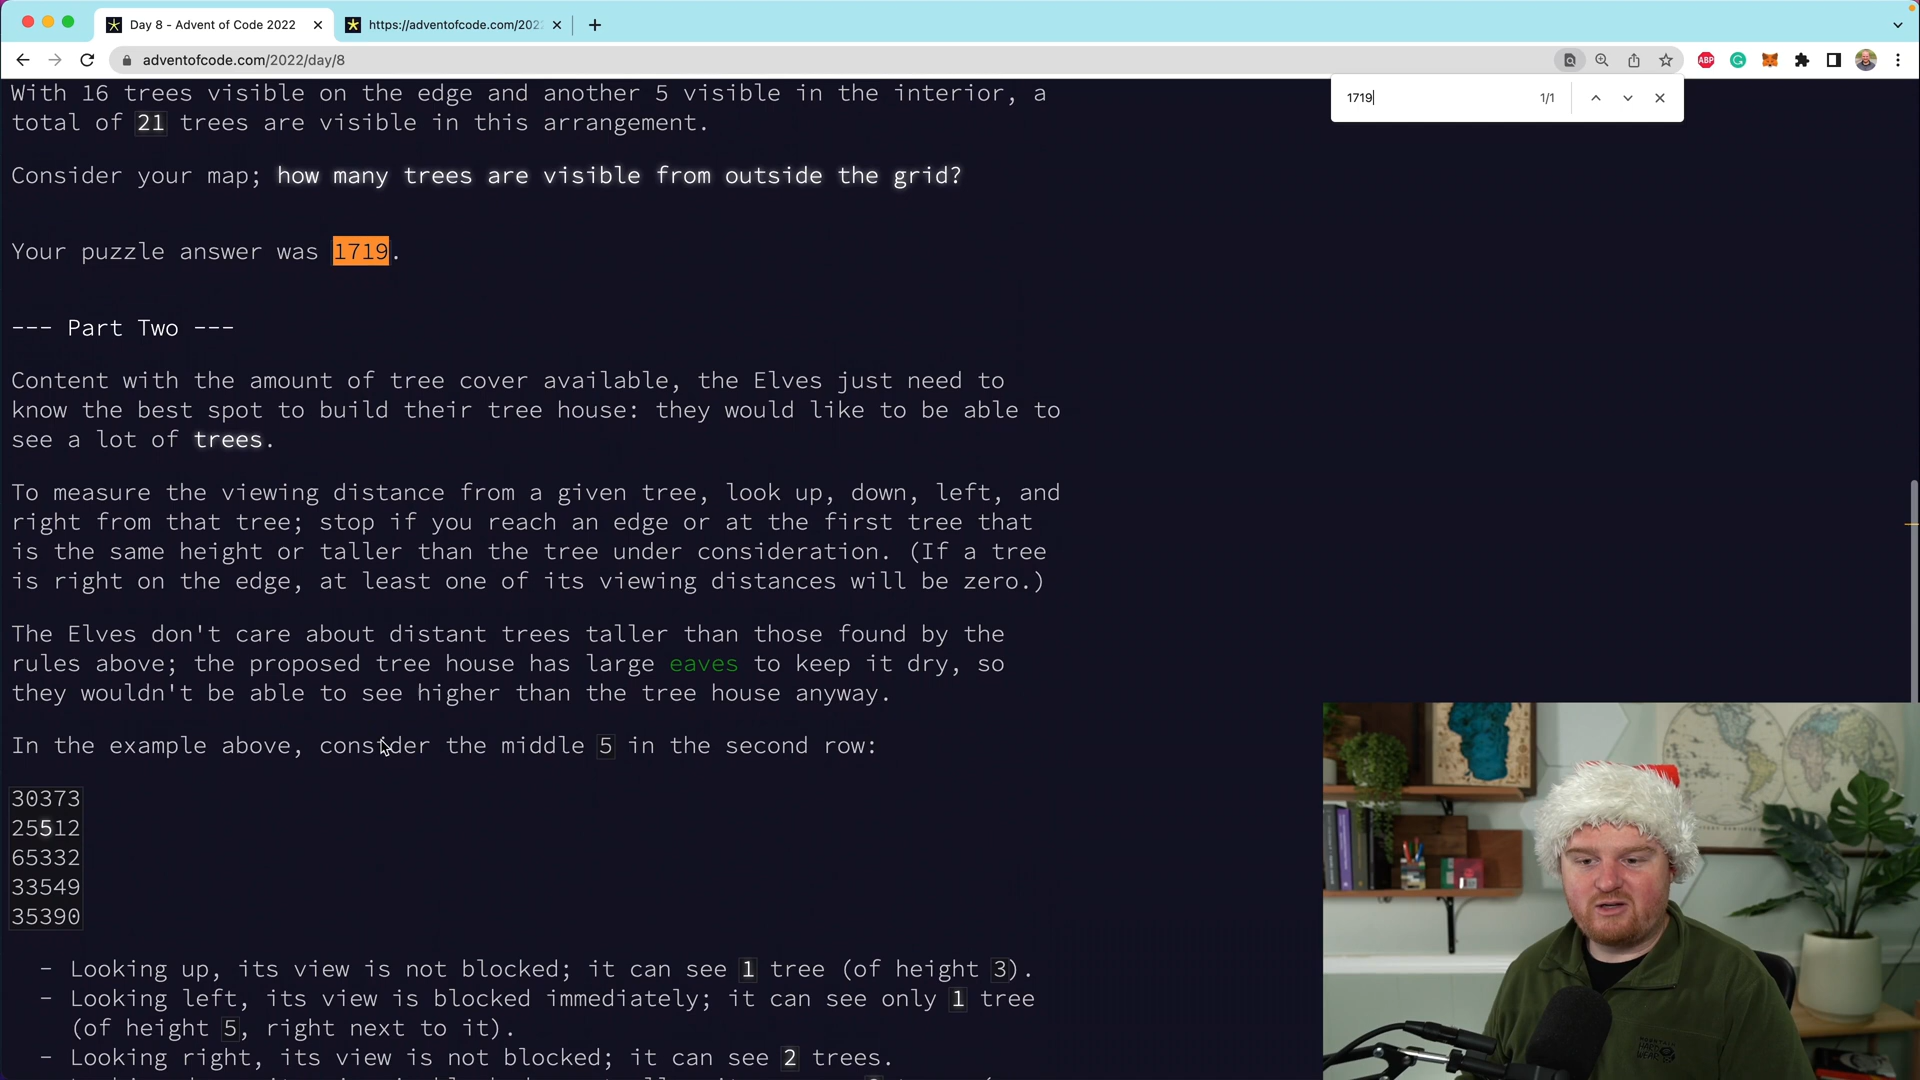 Day 8 - Advent of Code 2022
https://adventofcode.com/202
adventofcode.com/2022/day/8
ABP
1719
1/1
With 16 trees visible on the edge and another 5 visible in the interior, a
total of 21 trees are visible in this arrangement.
Consider your map; how many trees are visible from outside the grid?
Your puzzle answer was 1719.
--- Part Two ---
Content with the amount of tree cover available, the Elves just need to
know the best spot to build their tree house: they would like to be able to
see a lot of trees.
To measure the viewing distance from a given tree, look up, down, left, and
right from that tree; stop if you reach an edge or at the first tree that
is the same height or taller than the tree under consideration. (If a tree
is right on the edge, at least one of its viewing distances will be zero.)
The Elves don't care about distant trees taller than those found by the
rules above; the proposed tree house has large eaves to keep it dry, so
they wouldn't be able to see higher than the tree house anyway.
In the example above, consider the middle 5 in the second row:
30373
25512
65332
33549
35390
- Looking up, its view is not blocked; it can see 1 tree (of height 3).
- Looking left, its view is blocked immediately; it can see only 1 tree
(of height 5, right next to it).
- Looking right, its view is not blocked; it can see 2 trees.